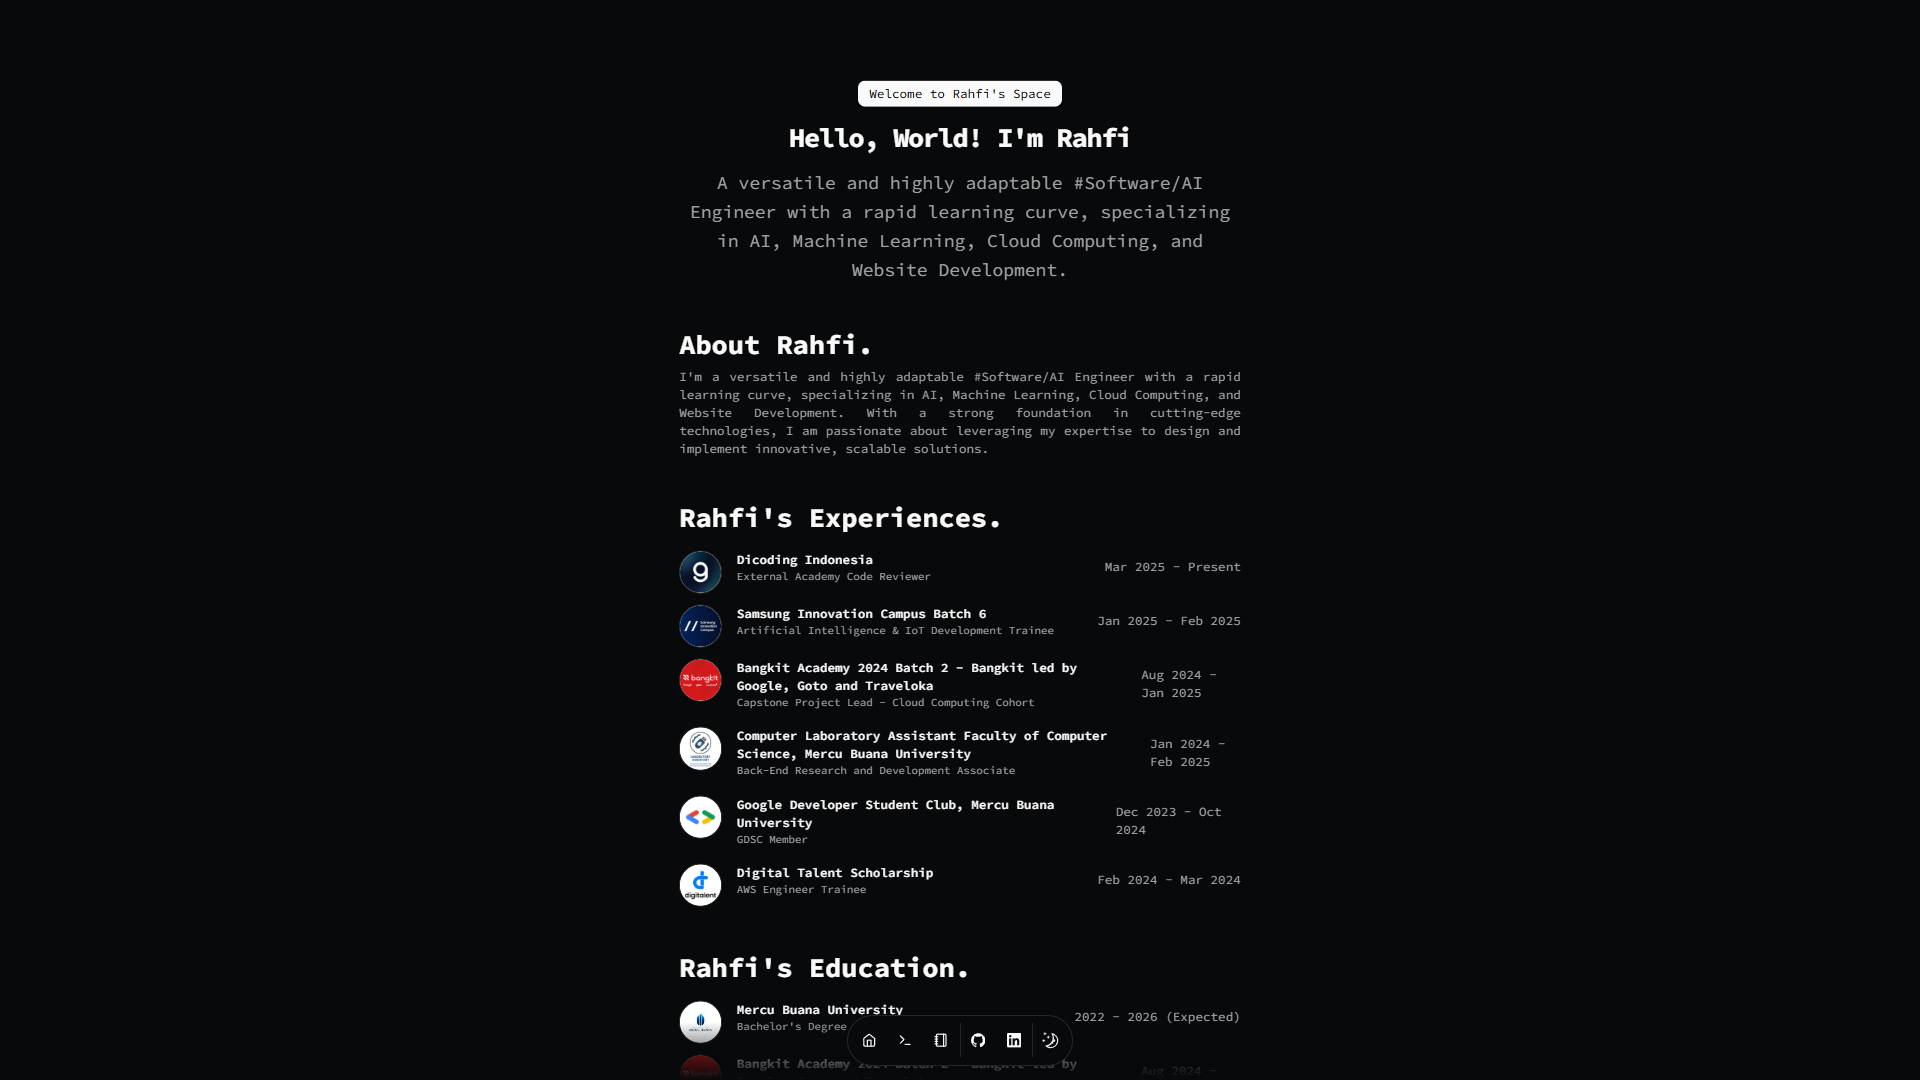 Welcome to Rahfi's Space
Hello, World! I'm Rahfi
A versatile and highly adaptable #Software/AI
Engineer with a rapid learning curve, specializing
in AI, Machine Learning, Cloud Computing, and
Website Development.
About Rahfi.
I'm a versatile and highly adaptable #Software/AI Engineer with a rapid
learning curve, specializing in AI, Machine Learning, Cloud Computing, and
Website Development. With a strong foundation in cutting-edge
technologies, I am passionate about leveraging my expertise to design and
implement innovative, scalable solutions.
Rahfi's Experiences.
Dicoding Indonesia
External Academy Code Reviewer
Mar 2025 - Present
Samsung Innovation Campus Batch 6
Artificial Intelligence & IoT Development Trainee
Jan 2025 - Feb 2025
bangkit
Bangkit Academy 2024 Batch 2 - Bangkit led by
Google, Goto and Traveloka
Capstone Project Lead - Cloud Computing Cohort
Aug 2024 -
Jan 2025
Computer Laboratory Assistant Faculty of Computer
Science, Mercu Buana University
Back-End Research and Development Associate
Jan 2024 -
Feb 2025
Google Developer Student Club, Mercu Buana
University
GDSC Member
Dec 2023 - Oct
2024
digitalent
Digital Talent Scholarship
AWS Engineer Trainee
Feb 2024 - Mar 2024
Rahfi's Education.
Mercu Buana University
Bachelor's Degree
2022 - 2026 (Expected)
Bangkit Academy 2024 Batch 2 - Bangkit led by
Aug 2024 -